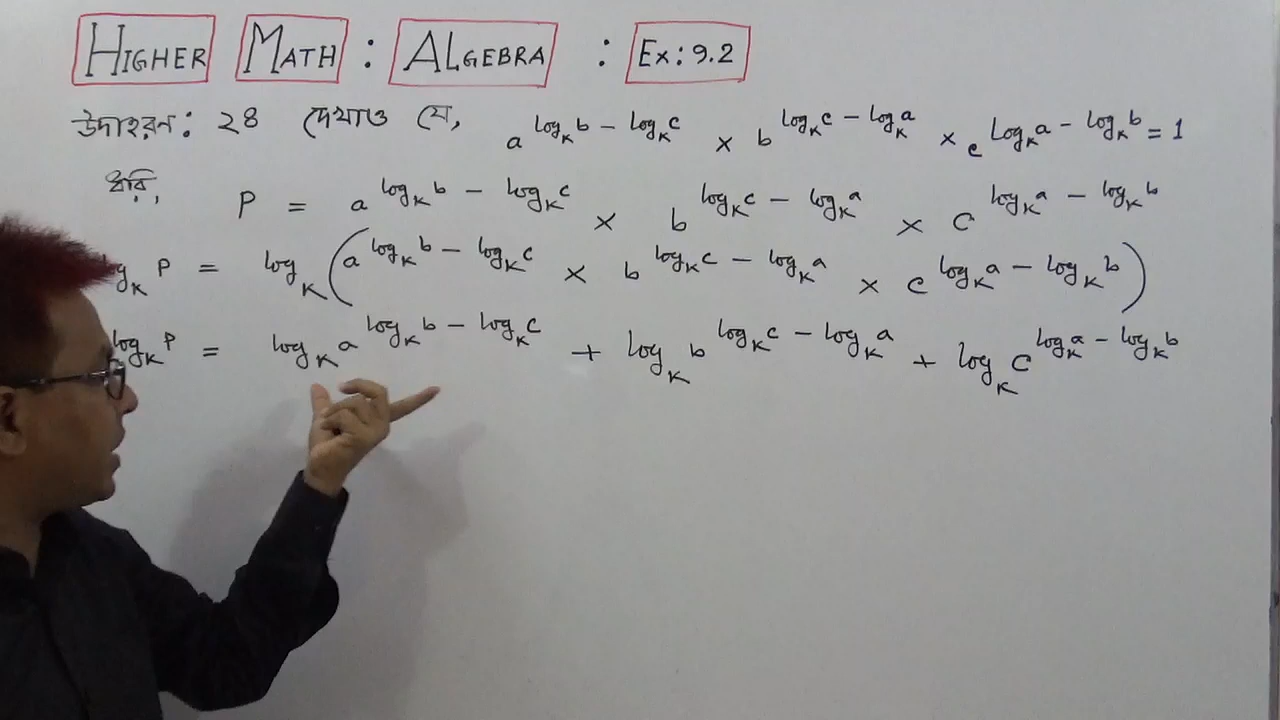 HIGHER MATH : ALGEBRA : Ex: 9.2
উদাহরন: ২৪ দেখাও যে, a^(log_K b − log_K c) × b^(log_K c − log_K a) × c^(log_K a − log_K b) = 1
ধরি, P = a^(log_K b − log_K c) × b^(log_K c − log_K a) × c^(log_K a − log_K b)
log_K P = log_K (a^(log_K b − log_K c) × b^(log_K c − log_K a) × c^(log_K a − log_K b))
log_K P = log_K a^(log_K b − log_K c) + log_K b^(log_K c − log_K a) + log_K c^(log_K a − log_K b)